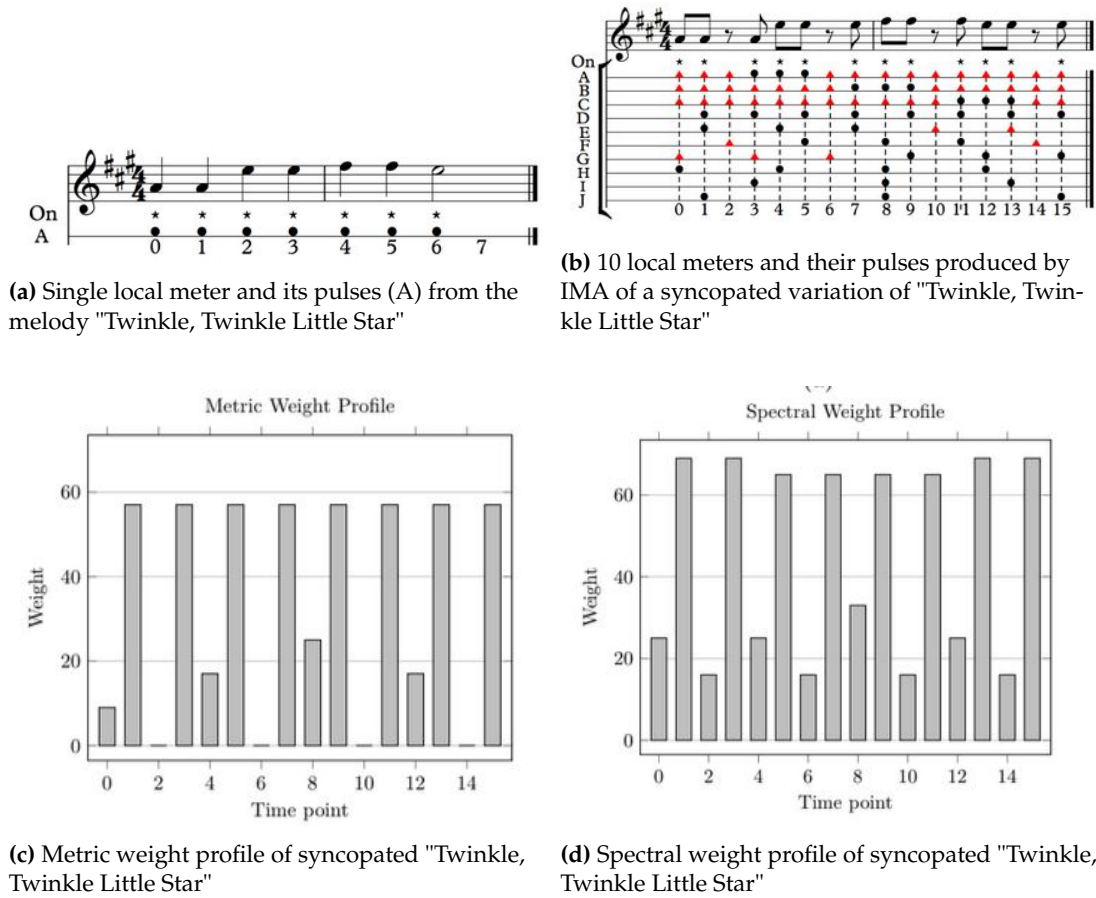 4
4
On
A
0 1 2 3 4 5 6 7
(a) Single local meter and its pulses (A) from the
melody "Twinkle, Twinkle Little Star"
4
4
On
A
B
C
D
E
F
G
H
I
J
0 1 2 3 4 5 6 7 8 9 10 11 12 13 14 15
(b) 10 local meters and their pulses produced by
IMA of a syncopated variation of "Twinkle, Twin-
kle Little Star"
Metric Weight Profile
60
40
20
0
Weight
0 2 4 6 8 10 12 14
Time point
(c) Metric weight profile of syncopated "Twinkle,
Twinkle Little Star"
Spectral Weight Profile
60
40
20
0
Weight
0 2 4 6 8 10 12 14
Time point
(d) Spectral weight profile of syncopated "Twinkle,
Twinkle Little Star"